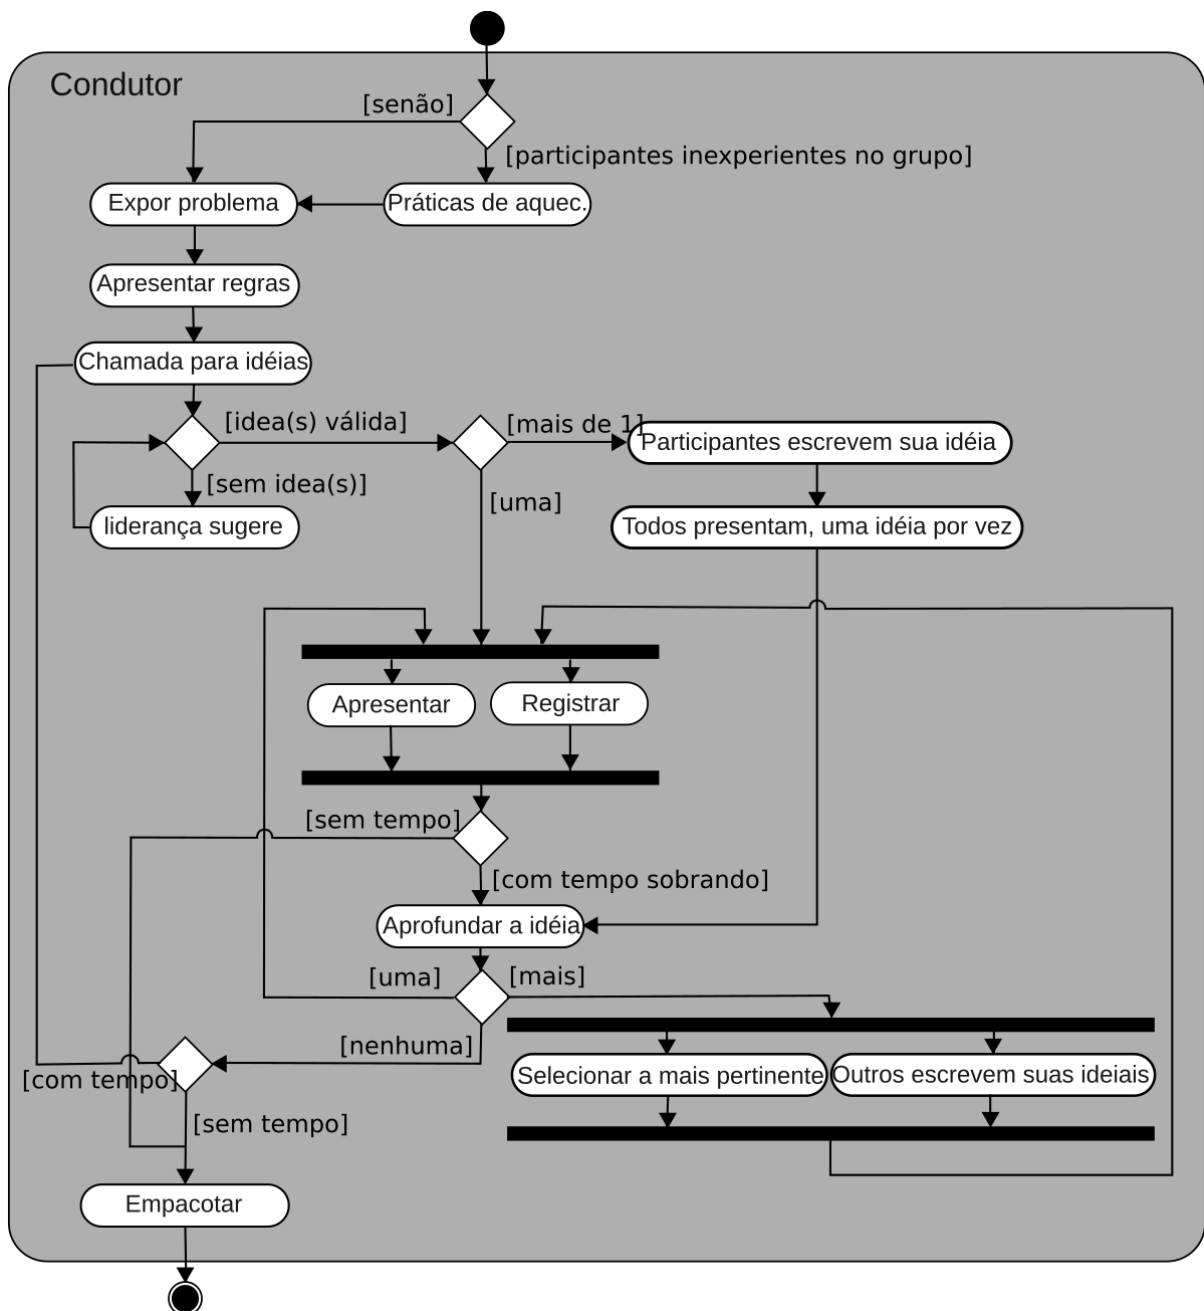 Condutor
[senão]
[participantes inexperientes no grupo]
Expor problema
Práticas de aquec.
Apresentar regras
Chamada para idéias
[idea(s) válida]
[mais de 1]
Participantes escrevem sua idéia
[sem idea(s)]
[uma]
liderança sugere
Todos presentam, uma idéia por vez
Apresentar
Registrar
[sem tempo]
[com tempo sobrando]
Aprofundar a idéia
[uma]
[mais]
[nenhuma]
[com tempo]
Selecionar a mais pertinente
Outros escrevem suas ideiais
[sem tempo]
Empacotar